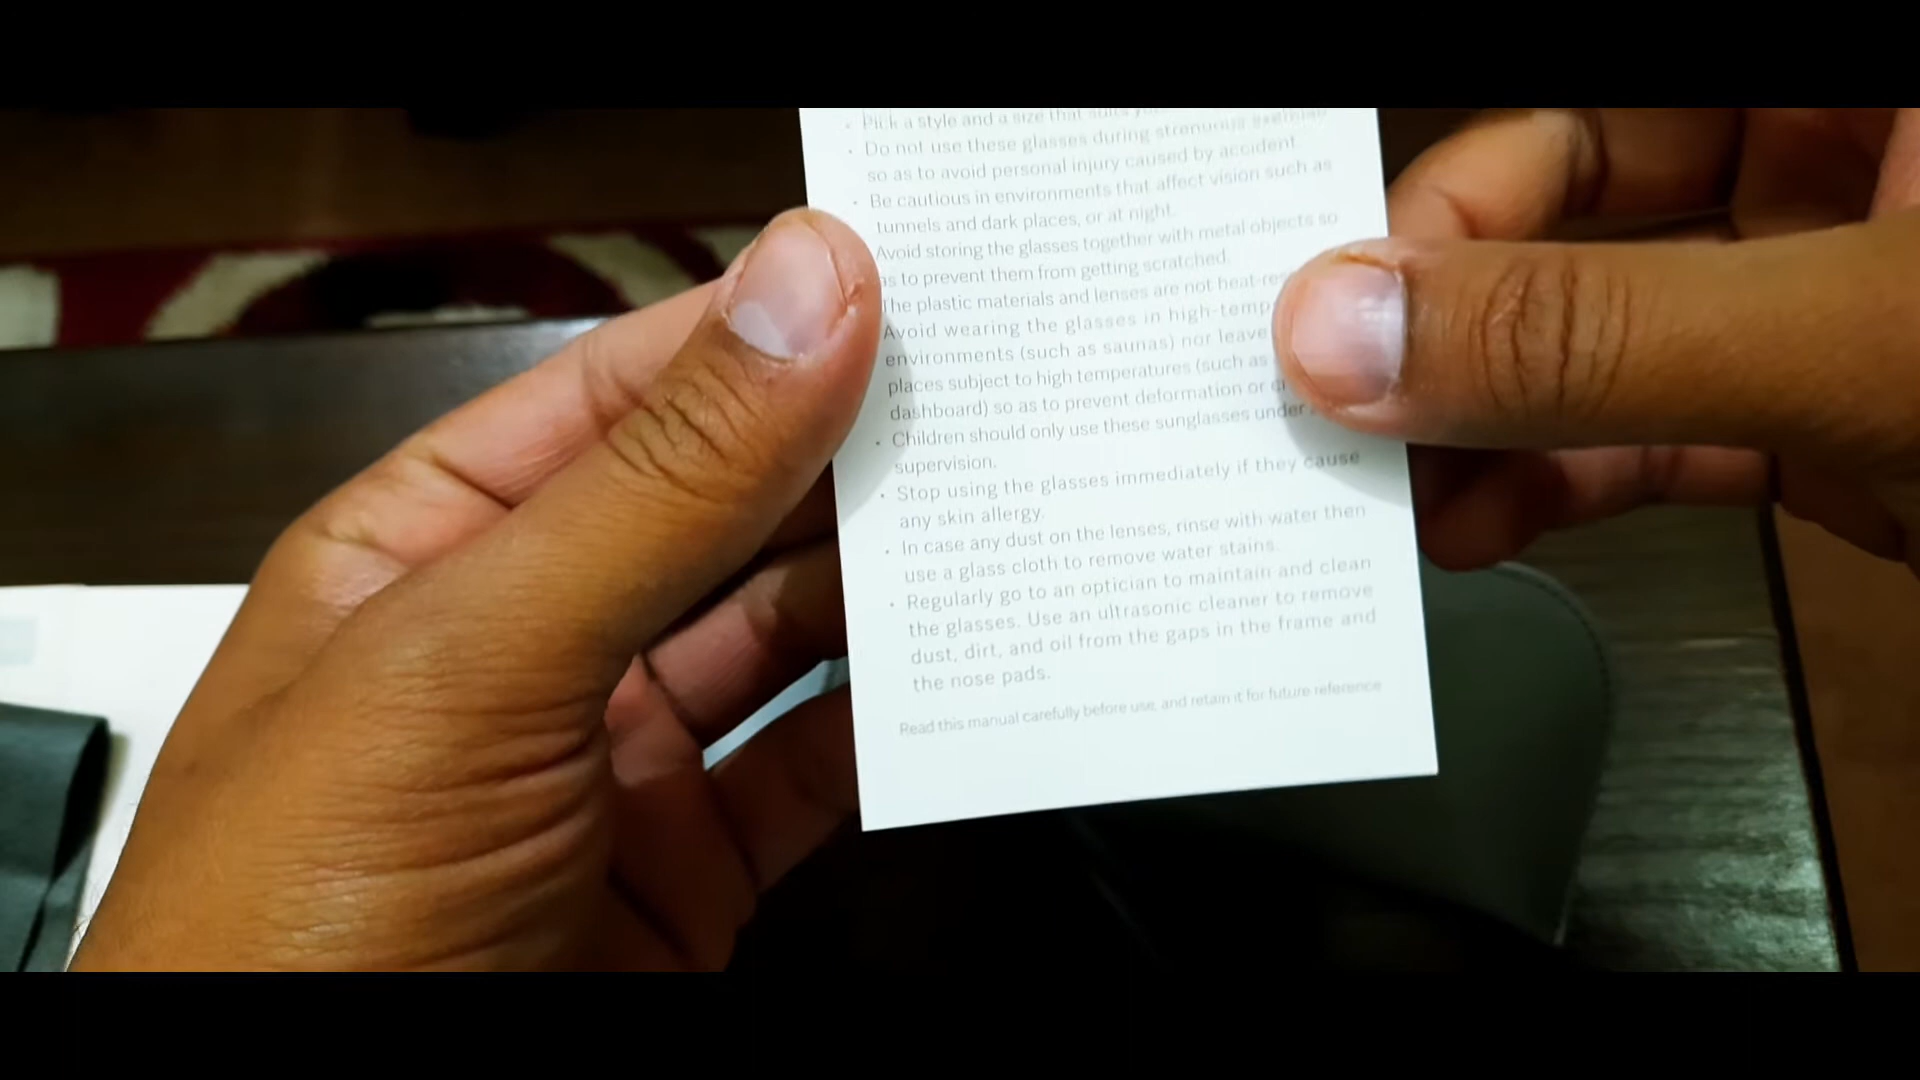 · Pick a style and a size that suits
· Do not use these glasses during strenuous exercise
so as to avoid personal injury caused by accident.
· Be cautious in environments that affect vision such as
tunnels and dark places, or at night.
Avoid storing the glasses together with metal objects so
as to prevent them from getting scratched.
The plastic materials and lenses are not
Avoid wearing the glasses in
environments (such as saunas) nor leave
places subject to high temperatures (such as
dashboard) so as to prevent deformation or
· Children should only use these sunglasses under
supervision.
· Stop using the glasses immediately if they cause
any skin allergy.
· In case any dust on the lenses, rinse with water then
use a glass cloth to remove water stains.
· Regularly go to an optician to maintain and clean
the glasses. Use an ultrasonic cleaner to remove
dust, dirt, and oil from the gaps in the frame and
the nose pads.
Read this manual carefully before use, and retain it for future reference